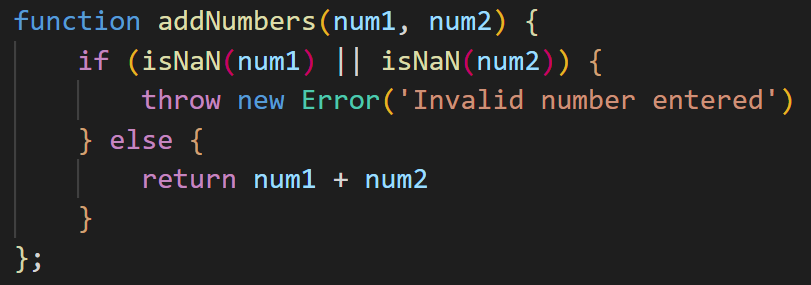 function addNumbers(num1, num2) {
    if (isNaN(num1) || isNaN(num2)) {
        throw new Error('Invalid number entered')
    } else {
        return num1 + num2
    }
};